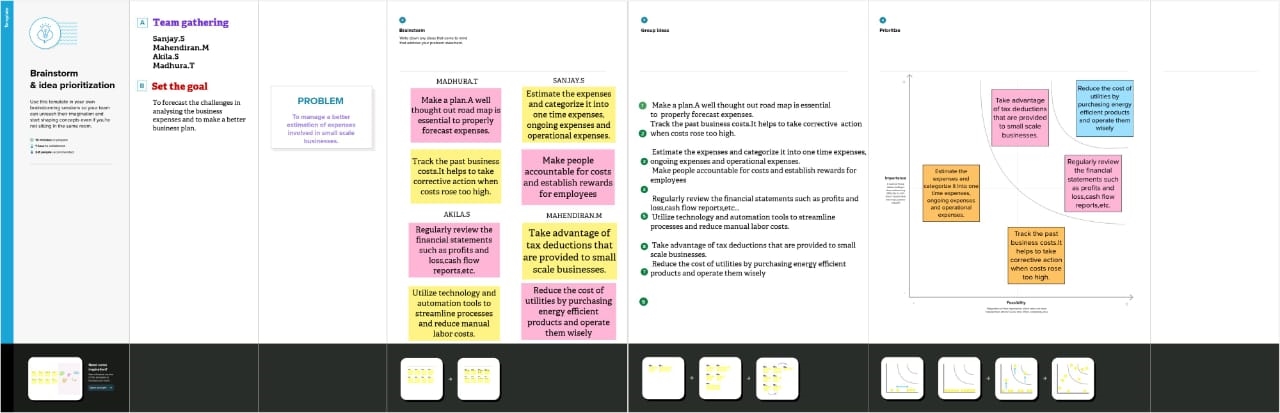 Template
Brainstorm
& idea prioritization
Use this template in your own
brainstorming sessions so your team
can unleash their imagination and
start shaping concepts even if you're
not sitting in the same room.
A Team gathering
Sanjay.S
Mahendiran.M
Akila.S
Madhura.T
B Set the goal
To forecast the challenges in
analysing the business
expenses and to make a better
business plan.
PROBLEM
To manage a better
estimation of expenses
involved in small scale
businesses.
Brainstorm
Write down any ideas that come to mind
that address your problem statement.
MADHURA.T
Make a plan.A well
thought out road map is
essential to properly
forecast expenses.
Track the past business
costs.It helps to take
corrective action when
costs rose too high.
SANJAY.S
Estimate the expenses
and categorize it into
one time expenses,
ongoing expenses and
operational expenses.
Make people
accountable for costs
and establish rewards
for employees
AKILA.S
Regularly review the
financial statements
such as profits and
loss,cash flow
reports,etc.
Utilize technology and
automation tools to
streamline processes
and reduce manual
labor costs.
MAHENDIRAN.M
Take advantage of
tax deductions that
are provided to small
scale businesses.
Reduce the cost of
utilities by purchasing
energy efficient
products and operate
them wisely
Group ideas
Make a plan.A well thought out road map is essential
to properly forecast expenses.
Track the past business costs.It helps to take corrective action
when costs rose too high.
Estimate the expenses and categorize it into one time expenses,
ongoing expenses and operational expenses.
Make people accountable for costs and establish rewards for
employees
Regularly review the financial statements such as profits and
loss,cash flow reports,etc..
Utilize technology and automation tools to streamline
processes and reduce manual labor costs.
Take advantage of tax deductions that are provided to small
scale businesses.
Reduce the cost of utilities by purchasing energy efficient
products and operate them wisely
Prioritize
Importance
Take advantage
of tax deductions
that are provided
to small scale
businesses.
Reduce the cost of
utilities by
purchasing energy
efficient products
and operate them
wisely
Estimate the
expenses and
categorize it into one
time expenses,
ongoing expenses
and operational
expenses.
Regularly review
the financial
statements such
as profits and
loss,cash flow
reports,etc.
Track the past
business costs.It
helps to take
corrective action
when costs rose
too high.
Feasibility
Need some
inspiration?